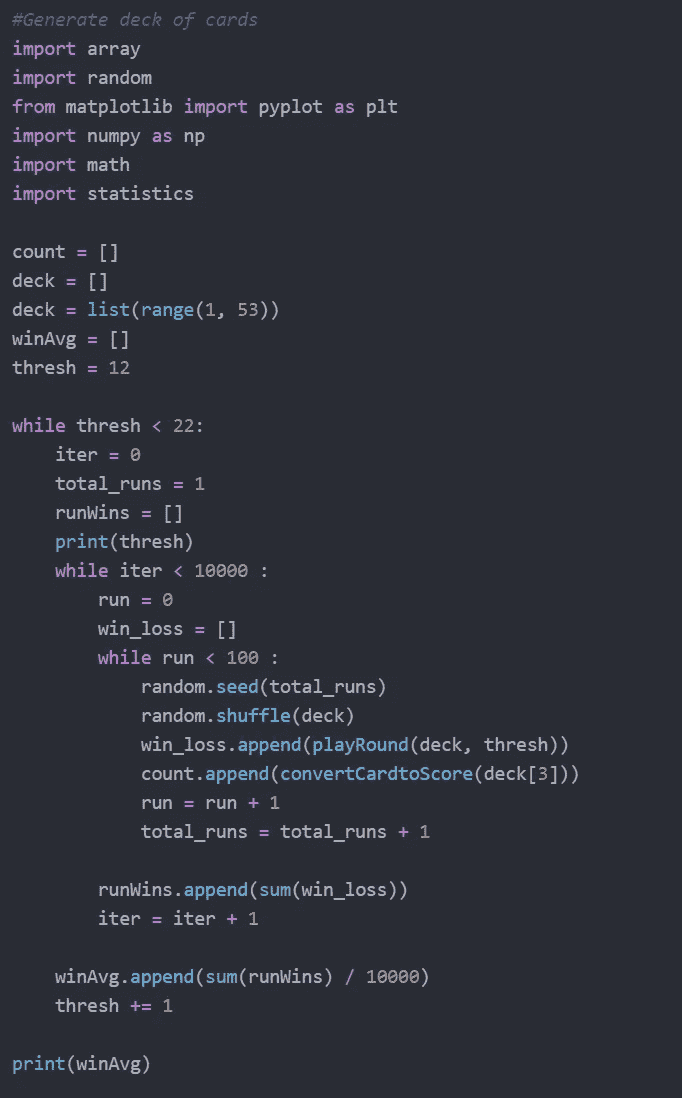 #Generate deck of cards
import array
import random
from matplotlib import pyplot as plt
import numpy as np
import math
import statistics

count = []
deck = []
deck = list(range(1, 53))
winAvg = []
thresh = 12

while thresh < 22:
    iter = 0
    total_runs = 1
    runWins = []
    print(thresh)
    while iter < 10000 :
        run = 0
        win_loss = []
        while run < 100 :
            random.seed(total_runs)
            random.shuffle(deck)
            win_loss.append(playRound(deck, thresh))
            count.append(convertCardtoScore(deck[3]))
            run = run + 1
            total_runs = total_runs + 1

        runWins.append(sum(win_loss))
        iter = iter + 1

    winAvg.append(sum(runWins) / 10000)
    thresh += 1

print(winAvg)